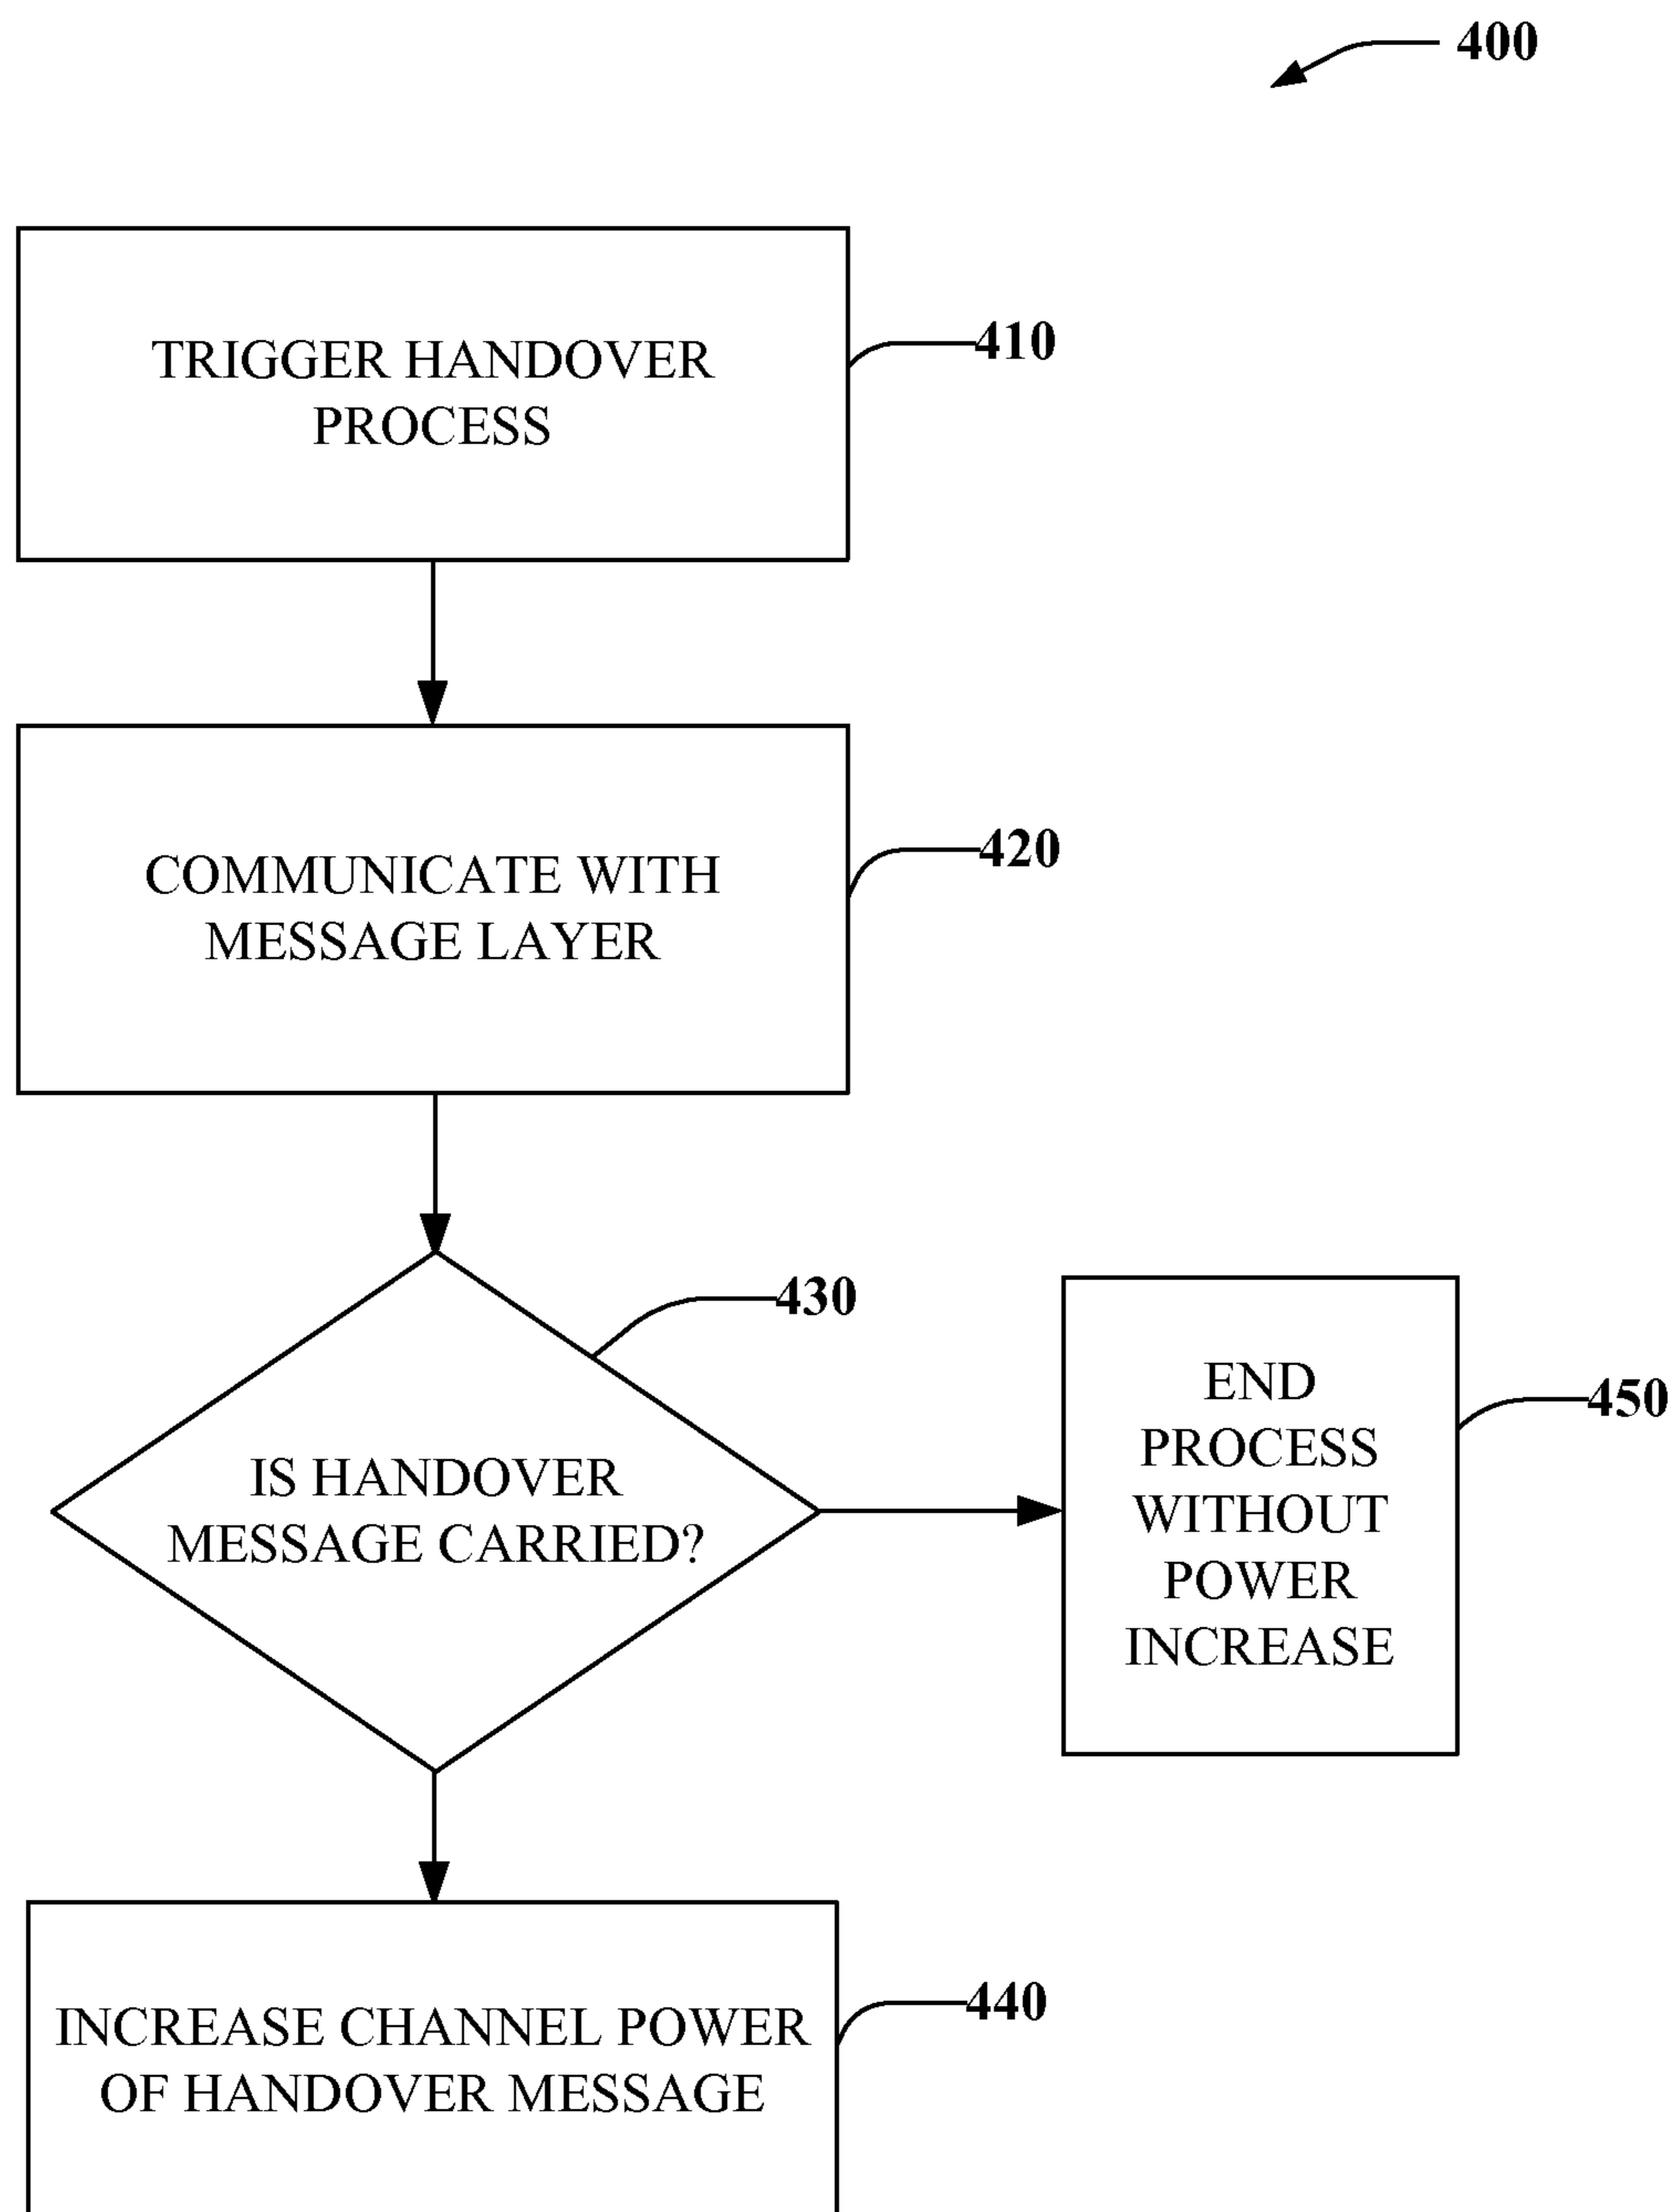 400
TRIGGER HANDOVER
PROCESS
410
COMMUNICATE WITH
MESSAGE LAYER
420
430
IS HANDOVER
MESSAGE CARRIED?
END
PROCESS
WITHOUT
POWER
INCREASE
450
INCREASE CHANNEL POWER
OF HANDOVER MESSAGE
440